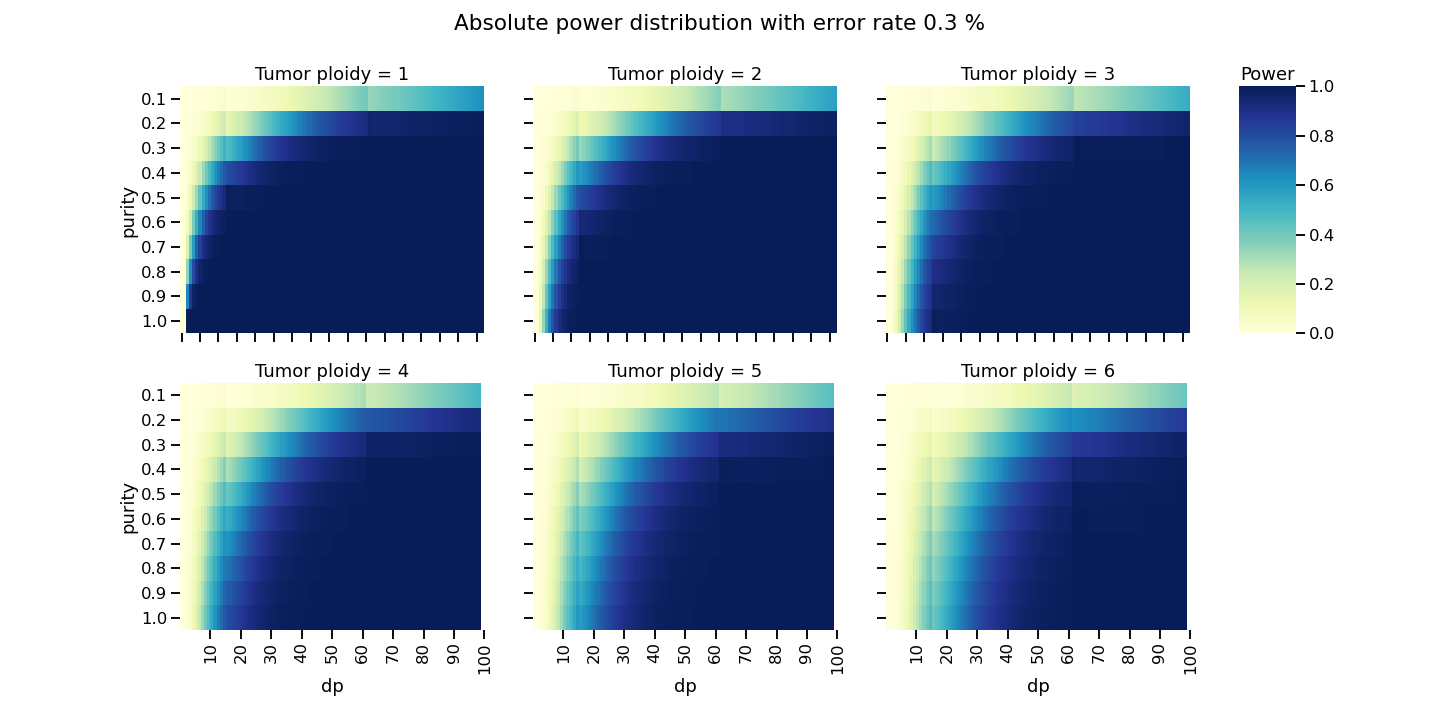 Absolute power distribution with error rate 0.3 %
Tumor ploidy = 1
Tumor ploidy = 2
Tumor ploidy = 3
Power
purity
0.1
0.2
0.3
0.4
0.5
0.6
0.7
0.8
0.9
1.0
1.0
0.8
0.6
0.4
0.2
0.0
Tumor ploidy = 4
Tumor ploidy = 5
Tumor ploidy = 6
purity
0.1
0.2
0.3
0.4
0.5
0.6
0.7
0.8
0.9
1.0
10 20 30 40 50 60 70 80 90 100
10 20 30 40 50 60 70 80 90 100
10 20 30 40 50 60 70 80 90 100
dp
dp
dp